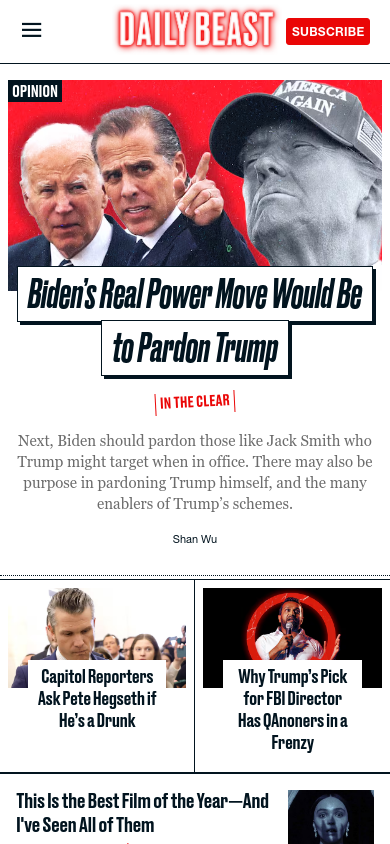 DAILY BEAST
SUBSCRIBE
OPINION
AMERICA
AGAIN
Biden's Real Power Move Would Be
to Pardon Trump
IN THE CLEAR
Next, Biden should pardon those like Jack Smith who
Trump might target when in office. There may also be
purpose in pardoning Trump himself, and the many
enablers of Trump's schemes.
Shan Wu
Capitol Reporters
Ask Pete Hegseth if
He's a Drunk
Why Trump's Pick
for FBI Director
Has QAnoners in a
Frenzy
This Is the Best Film of the Year—And
I've Seen All of Them